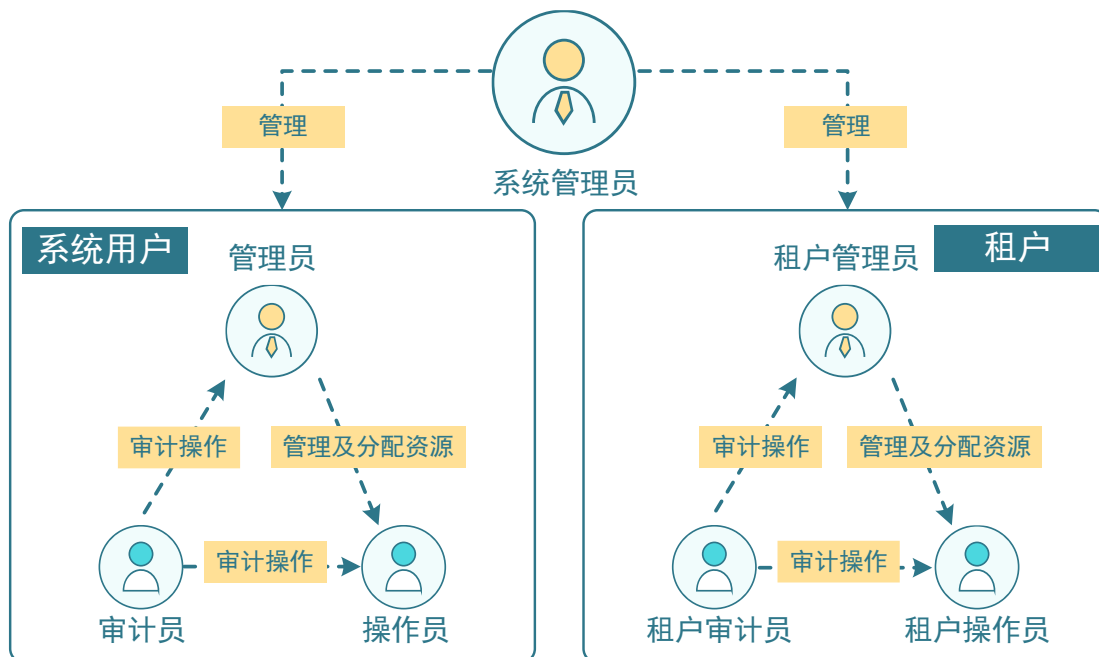 管理
管理
系统管理员
系统用户
管理员
审计操作
管理及分配资源
审计操作
审计员
操作员
租户管理员
租户
审计操作
管理及分配资源
审计操作
租户审计员
租户操作员